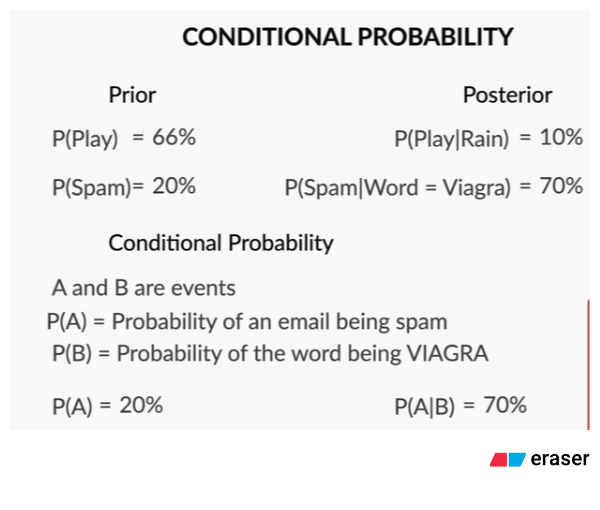 CONDITIONAL PROBABILITY
Prior Posterior
P(Play) = 66% P(Play|Rain) = 10%
P(Spam)= 20% P(Spam|Word = Viagra) = 70%
Conditional Probability
A and B are events
P(A) = Probability of an email being spam
P(B) = Probability of the word being VIAGRA
P(A) = 20% P(A|B) = 70%
eraser